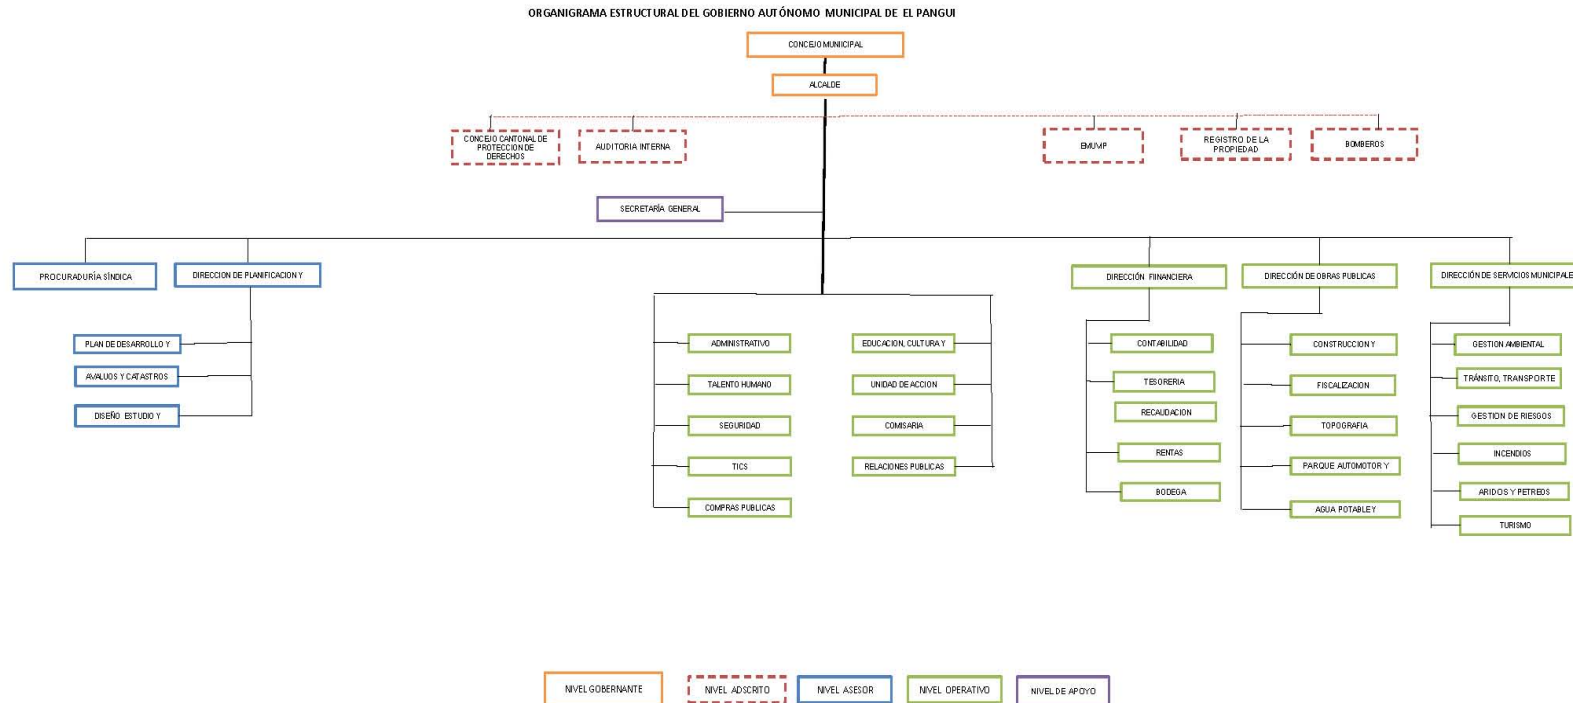 ORGANIGRAMA ESTRUCTURAL DEL GOBIERNO AUTÓNOMO MUNICIPAL DE EL PANGUI
CONCEJO MUNICIPAL
ALCALDE
CONCEJO CANTONAL DE
PROTECCION DE
DERECHOS
AUDITORIA INTERNA
EMUMP
REGISTRO DE LA
PROPIEDAD
BOMBEROS
SECRETARÍA GENERAL
PROCURADURÍA SÍNDICA
DIRECCION DE PLANIFICACION Y
DIRECCIÓN FIINANCIERA
DIRECCIÓN DE OBRAS PUBLICAS
DIRECCIÓN DE SERVICIOS MUNICIPALE
PLAN DE DESARROLLO Y
AVALUOS Y CATASTROS
DISEÑO ESTUDIO Y
ADMINISTRATIVO
TALENTO HUMANO
SEGURIDAD
TICS
COMPRAS PUBLICAS
EDUCACION, CULTURA Y
UNIDAD DE ACCION
COMISARIA
RELACIONES PUBLICAS
CONTABILIDAD
TESORERIA
RECAUDACION
RENTAS
BODEGA
CONSTRUCCION Y
FISCALIZACION
TOPOGRAFIA
PARQUE AUTOMOTOR Y
AGUA POTABLE Y
GESTION AMBIENTAL
TRÁNSITO, TRANSPORTE
GESTION DE RIESGOS
INCENDIOS
ARIDOS Y PETREOS
TURISMO
NIVEL GOBERNANTE
NIVEL ADSCRITO
NIVEL ASESOR
NIVEL OPERATIVO
NIVEL DE APOYO